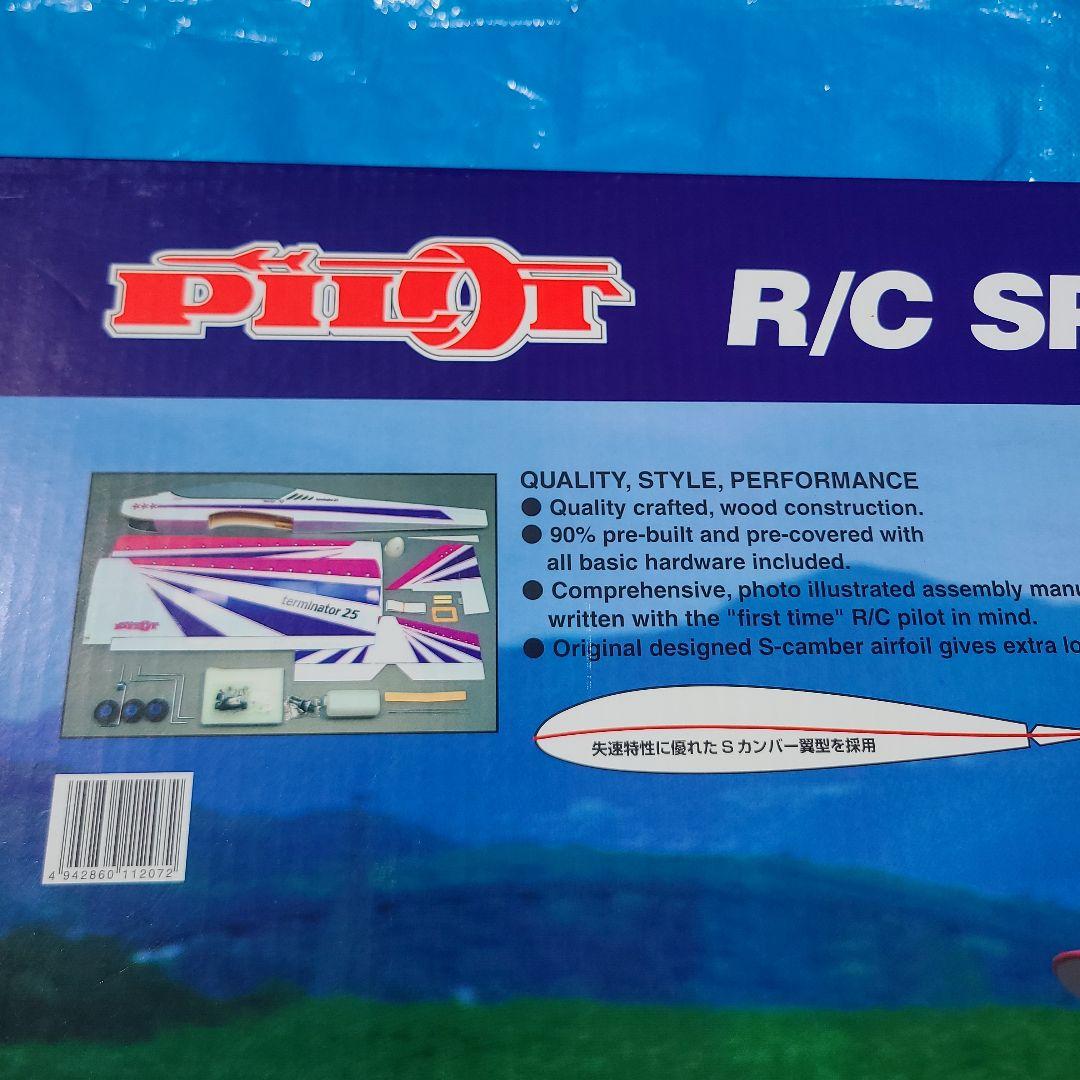 PILOT
R/C SP
QUALITY, STYLE, PERFORMANCE
● Quality crafted, wood construction.
● 90% pre-built and pre-covered with
all basic hardware included.
● Comprehensive, photo illustrated assembly manu
written with the "first time" R/C pilot in mind.
● Original designed S-camber airfoil gives extra lo
失速特性に優れたSカンバー翼型を採用
terminator 25
PILOT
4 942860 112072